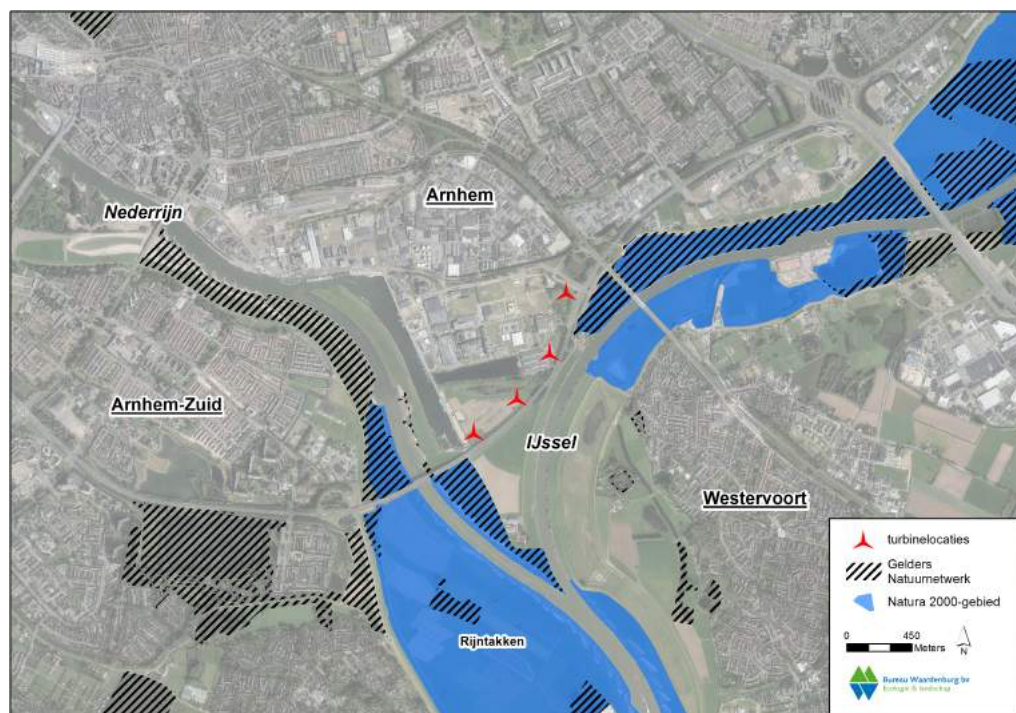 Arnhem
Nederrijn
Arnhem-Zuid
IJssel
Westervoort
Rijntakken
turbinelocaties
Gelders
Natuurnetwerk
Natura 2000-gebied
0 450
Meters
N
Bureau Waardenburg bv
Ecologie & landschap